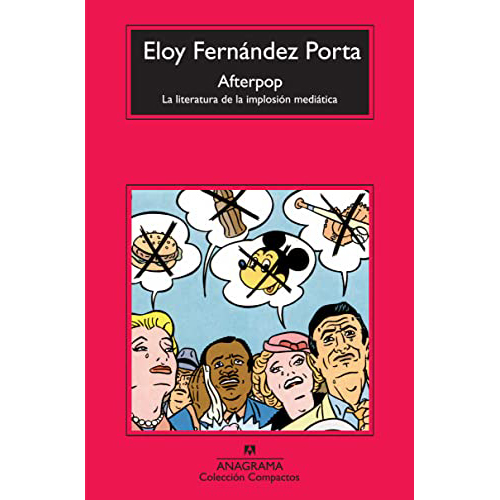 Eloy Fernández Porta
Afterpop
La literatura de la implosión mediática
ANAGRAMA
Colección Compactos